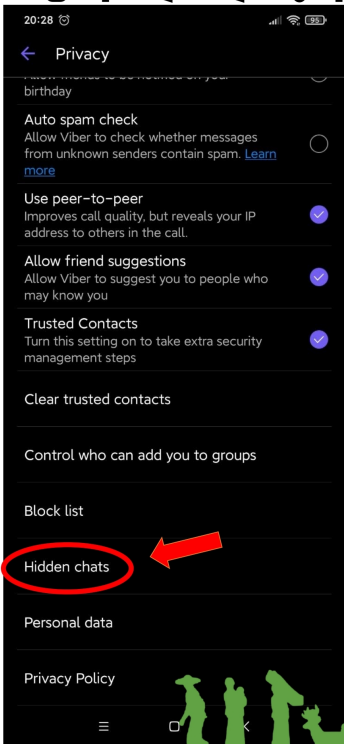 20:28
95
Privacy
birthday
Auto spam check
Allow Viber to check whether messages
from unknown senders contain spam. Learn
more
Use peer-to-peer
Improves call quality, but reveals your IP
address to others in the call.
Allow friend suggestions
Allow Viber to suggest you to people who
may know you
Trusted Contacts
Turn this setting on to take extra security
management steps
Clear trusted contacts
Control who can add you to groups
Block list
Hidden chats
Personal data
Privacy Policy